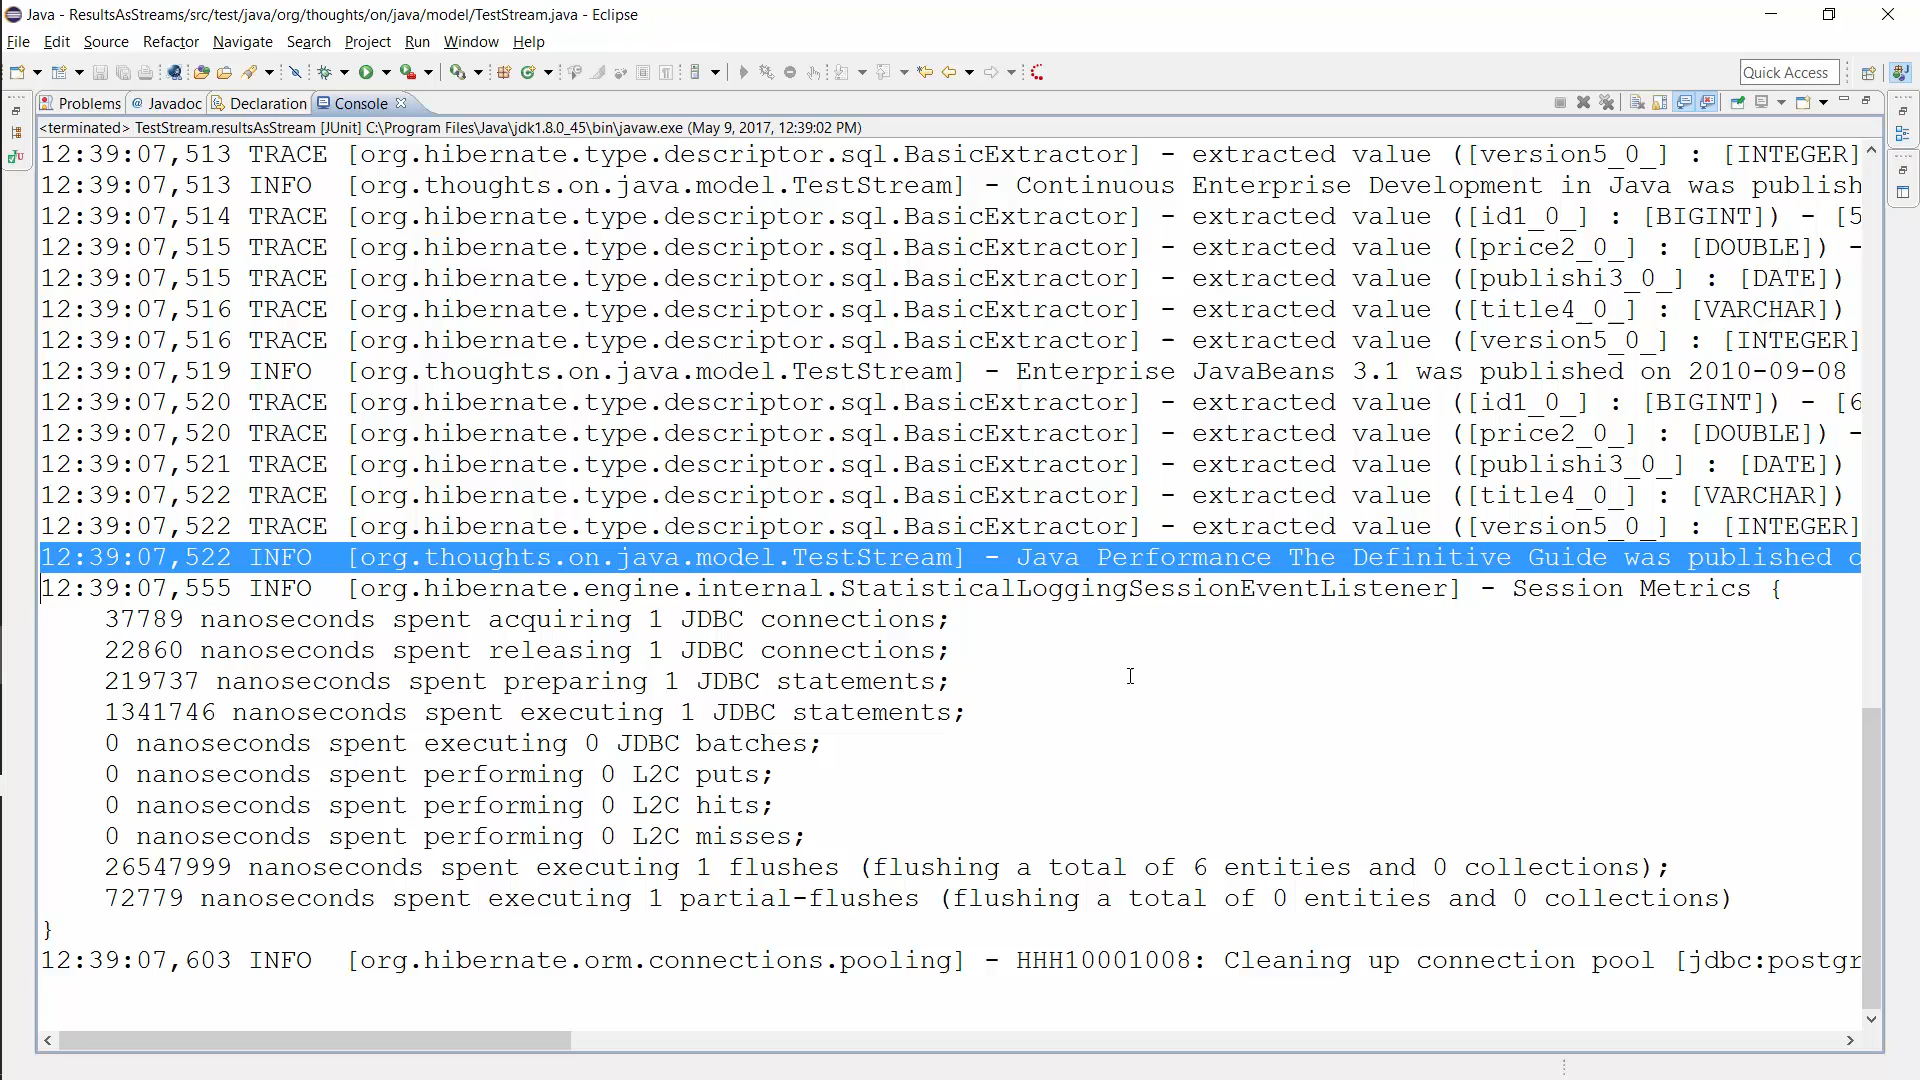 Java - ResultsAsStreams/src/test/java/org/thoughts/on/java/model/TestStream.java - Eclipse
File Edit Source Refactor Navigate Search Project Run Window Help
Quick Access
Problems @ Javadoc Declaration Console
<terminated> TestStream.resultsAsStream [JUnit] C:\Program Files\Java\jdk1.8.0_45\bin\javaw.exe (May 9, 2017, 12:39:02 PM)
12:39:07,513 TRACE [org.hibernate.type.descriptor.sql.BasicExtractor] - extracted value ([version5_0_] : [INTEGER]
12:39:07,513 INFO [org.thoughts.on.java.model.TestStream] - Continuous Enterprise Development in Java was publish
12:39:07,514 TRACE [org.hibernate.type.descriptor.sql.BasicExtractor] - extracted value ([id1_0_] : [BIGINT]) - [5
12:39:07,515 TRACE [org.hibernate.type.descriptor.sql.BasicExtractor] - extracted value ([price2_0_] : [DOUBLE]) -
12:39:07,515 TRACE [org.hibernate.type.descriptor.sql.BasicExtractor] - extracted value ([publishi3_0_] : [DATE])
12:39:07,516 TRACE [org.hibernate.type.descriptor.sql.BasicExtractor] - extracted value ([title4_0_] : [VARCHAR])
12:39:07,516 TRACE [org.hibernate.type.descriptor.sql.BasicExtractor] - extracted value ([version5_0_] : [INTEGER]
12:39:07,519 INFO [org.thoughts.on.java.model.TestStream] - Enterprise JavaBeans 3.1 was published on 2010-09-08
12:39:07,520 TRACE [org.hibernate.type.descriptor.sql.BasicExtractor] - extracted value ([id1_0_] : [BIGINT]) - [6
12:39:07,520 TRACE [org.hibernate.type.descriptor.sql.BasicExtractor] - extracted value ([price2_0_] : [DOUBLE]) -
12:39:07,521 TRACE [org.hibernate.type.descriptor.sql.BasicExtractor] - extracted value ([publishi3_0_] : [DATE])
12:39:07,522 TRACE [org.hibernate.type.descriptor.sql.BasicExtractor] - extracted value ([title4_0_] : [VARCHAR])
12:39:07,522 TRACE [org.hibernate.type.descriptor.sql.BasicExtractor] - extracted value ([version5_0_] : [INTEGER]
12:39:07,522 INFO [org.thoughts.on.java.model.TestStream] - Java Performance The Definitive Guide was published
12:39:07,555 INFO [org.hibernate.engine.internal.StatisticalLoggingSessionEventListener] - Session Metrics {
37789 nanoseconds spent acquiring 1 JDBC connections;
22860 nanoseconds spent releasing 1 JDBC connections;
219737 nanoseconds spent preparing 1 JDBC statements;
1341746 nanoseconds spent executing 1 JDBC statements;
0 nanoseconds spent executing 0 JDBC batches;
0 nanoseconds spent performing 0 L2C puts;
0 nanoseconds spent performing 0 L2C hits;
0 nanoseconds spent performing 0 L2C misses;
26547999 nanoseconds spent executing 1 flushes (flushing a total of 6 entities and 0 collections);
72779 nanoseconds spent executing 1 partial-flushes (flushing a total of 0 entities and 0 collections)
}
12:39:07,603 INFO [org.hibernate.orm.connections.pooling] - HHH10001008: Cleaning up connection pool [jdbc:postgr